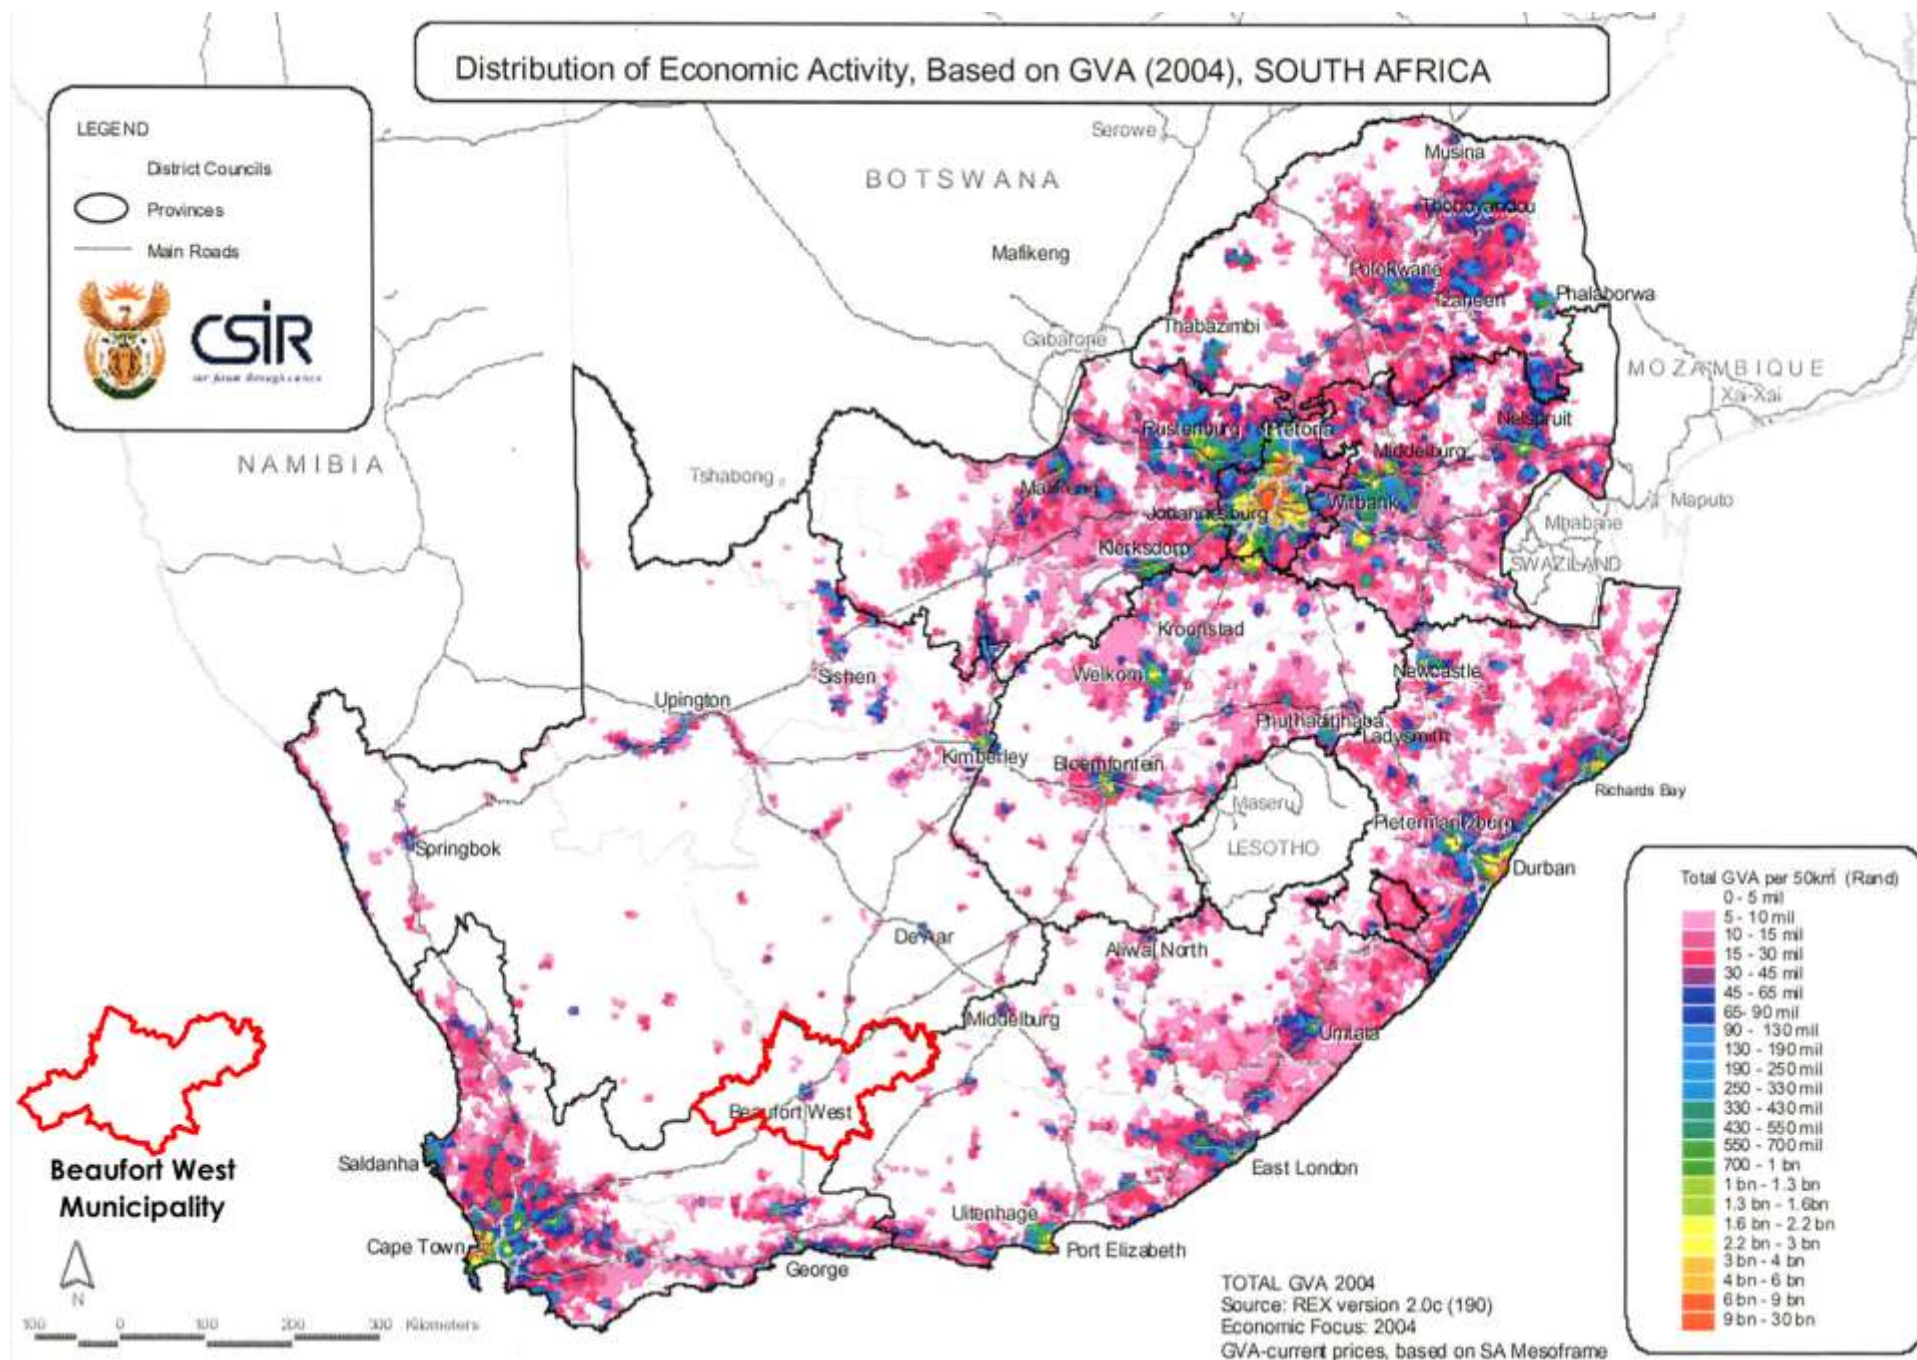 Distribution of Economic Activity, Based on GVA (2004), SOUTH AFRICA
LEGEND
District Councils
Provinces
Main Roads
CSIR
BOTSWANA
Serowe
Musina
Thohoyandou
Mafikeng
Polokwane
Tzaneen
Phalaborwa
Thabazimbi
Gabarone
MOZAMBIQUE
Xai-Xai
NAMIBIA
Tshabong
Rustenburg
Pretoria
Nelspruit
Middelburg
Mafikeng
Johannesburg
Witbank
Maputo
Mbabane
Klerksdorp
SWAZILAND
Kroonstad
Sishen
Welkom
Newcastle
Upington
Phuthaditjhaba
Ladysmith
Kimberley
Bloemfontein
Richards Bay
Maseru
Pietermaritzburg
LESOTHO
Springbok
Durban
De Aar
Aliwal North
Middelburg
Umtata
Beaufort West
Saldanha
East London
Uitenhage
Cape Town
George
Port Elizabeth
Beaufort West
Municipality
N
100 0 100 200 300 Kilometers
Total GVA per 50km² (Rand)
0 - 5 mil
5 - 10 mil
10 - 15 mil
15 - 30 mil
30 - 45 mil
45 - 65 mil
65- 90 mil
90 - 130 mil
130 - 190 mil
190 - 250 mil
250 - 330 mil
330 - 430 mil
430 - 550 mil
550 - 700 mil
700 - 1 bn
1 bn - 1.3 bn
1.3 bn - 1.6bn
1.6 bn - 2.2 bn
2.2 bn - 3 bn
3 bn - 4 bn
4 bn - 6 bn
6 bn - 9 bn
9 bn - 30 bn
TOTAL GVA 2004
Source: REX version 2.0c (190)
Economic Focus: 2004
GVA-current prices, based on SA Mesoframe